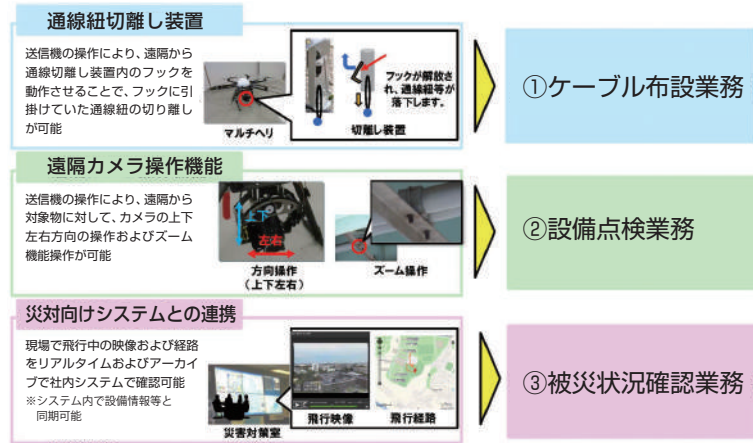 通線紐切離し装置
送信機の操作により、遠隔から
通線切離し装置内のフックを
動作させることで、フックに引
掛けていた通線紐の切り離し
が可能
マルチヘリ
フックが解放さ
れ、通線紐等が
落下します。
切離し装置
①ケーブル布設業務
遠隔カメラ操作機能
送信機の操作により、遠隔から
対象物に対して、カメラの上下
左右方向の操作およびズーム
機能操作が可能
上下
左右
方向操作
（上下左右）
ズーム操作
②設備点検業務
災対向けシステムとの連携
現場で飛行中の映像および経路
をリアルタイムおよびアーカイ
ブで社内システムで確認可能
※システム内で設備情報等と
同期可能
災害対策室
飛行映像
飛行経路
③被災状況確認業務